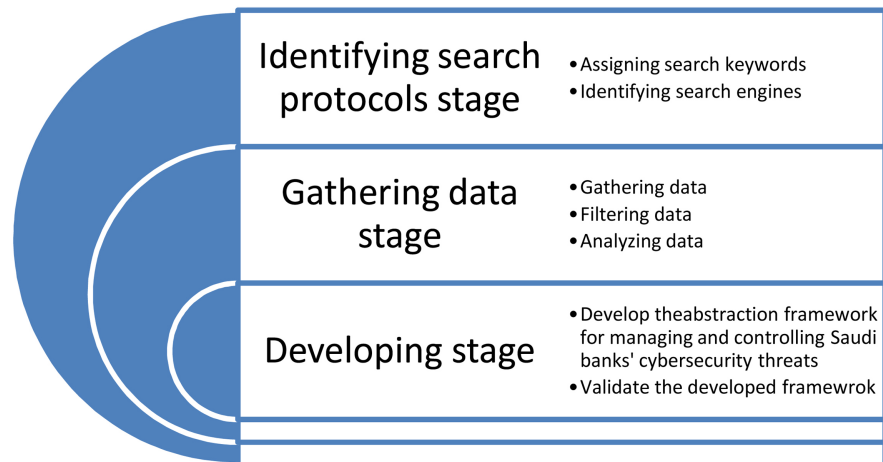 Identifying search
protocols stage
•Assigning search keywords
•Identifying search engines
Gathering data
stage
•Gathering data
•Filtering data
•Analyzing data
Developing stage
•Develop theabstraction framework
for managing and controlling Saudi
banks' cybersecurity threats
•Validate the developed framewrok